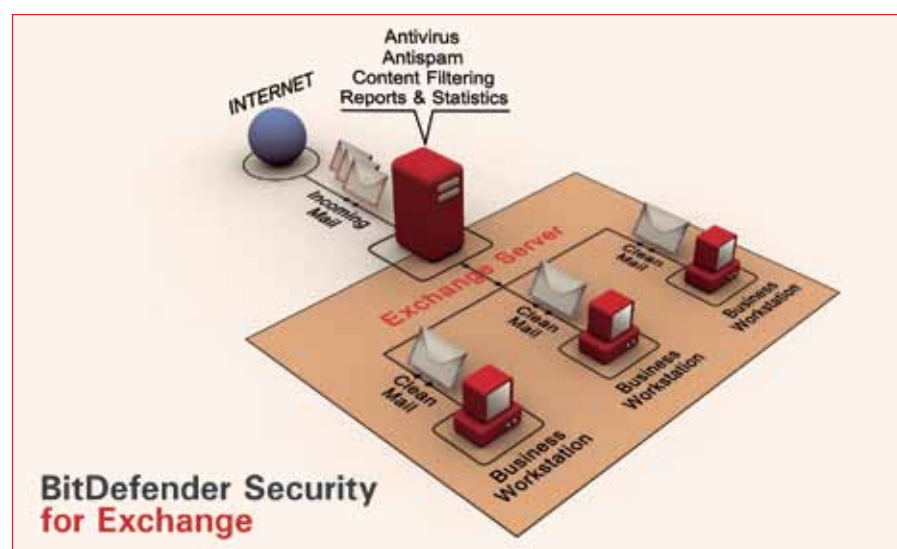 Antivirus
Antispam
Content Filtering
Reports & Statistics
INTERNET
Incoming
Mail
Exchange Server
Clean
Mail
Business
Workstation
Clean
Mail
Business
Workstation
Clean
Mail
Business
Workstation
BitDefender Security
for Exchange